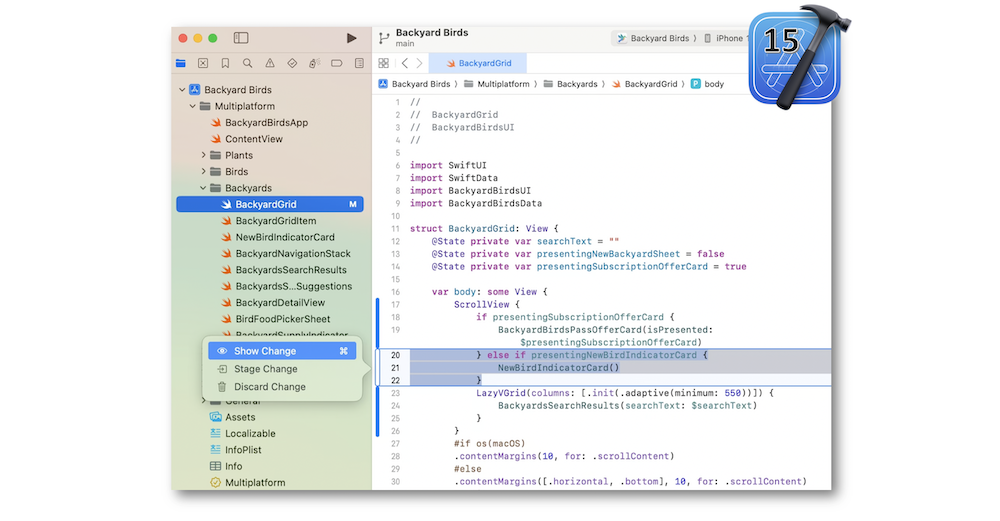 15
Backyard Birds
main
Backyard Birds
iPhone
BackyardGrid
Backyard Birds
Multiplatform
BackyardBirdsApp
ContentView
Plants
Birds
Backyards
BackyardGrid M
BackyardGridItem
NewBirdIndicatorCard
BackyardNavigationStack
BackyardsSearchResults
BackyardsS...Suggestions
BackyardDetailView
BirdFoodPickerSheet
BackyardSupplyIndicator
Show Change ⌘
Stage Change
Discard Change
General
Assets
Localizable
InfoPlist
Info
Multiplatform
Backyard Birds 〉 Multiplatform 〉 Backyards 〉 BackyardGrid 〉 P body
1 //
2 //  BackyardGrid
3 //  BackyardBirdsUI
4 //
5
6 import SwiftUI
7 import SwiftData
8 import BackyardBirdsUI
9 import BackyardBirdsData
10
11 struct BackyardGrid: View {
12     @State private var searchText = ""
13     @State private var presentingNewBackyardSheet = false
14     @State private var presentingSubscriptionOfferCard = true
15
16     var body: some View {
17         ScrollView {
18             if presentingSubscriptionOfferCard {
19                 BackyardBirdsPassOfferCard(isPresented:
                    $presentingSubscriptionOfferCard)
20             } else if presentingNewBirdIndicatorCard {
21                 NewBirdIndicatorCard()
22             }
23             LazyVGrid(columns: [.init(.adaptive(minimum: 550))]) {
24                 BackyardsSearchResults(searchText: $searchText)
25             }
26         }
27         #if os(macOS)
28         .contentMargins(10, for: .scrollContent)
29         #else
30         .contentMargins([.horizontal, .bottom], 10, for: .scrollContent)